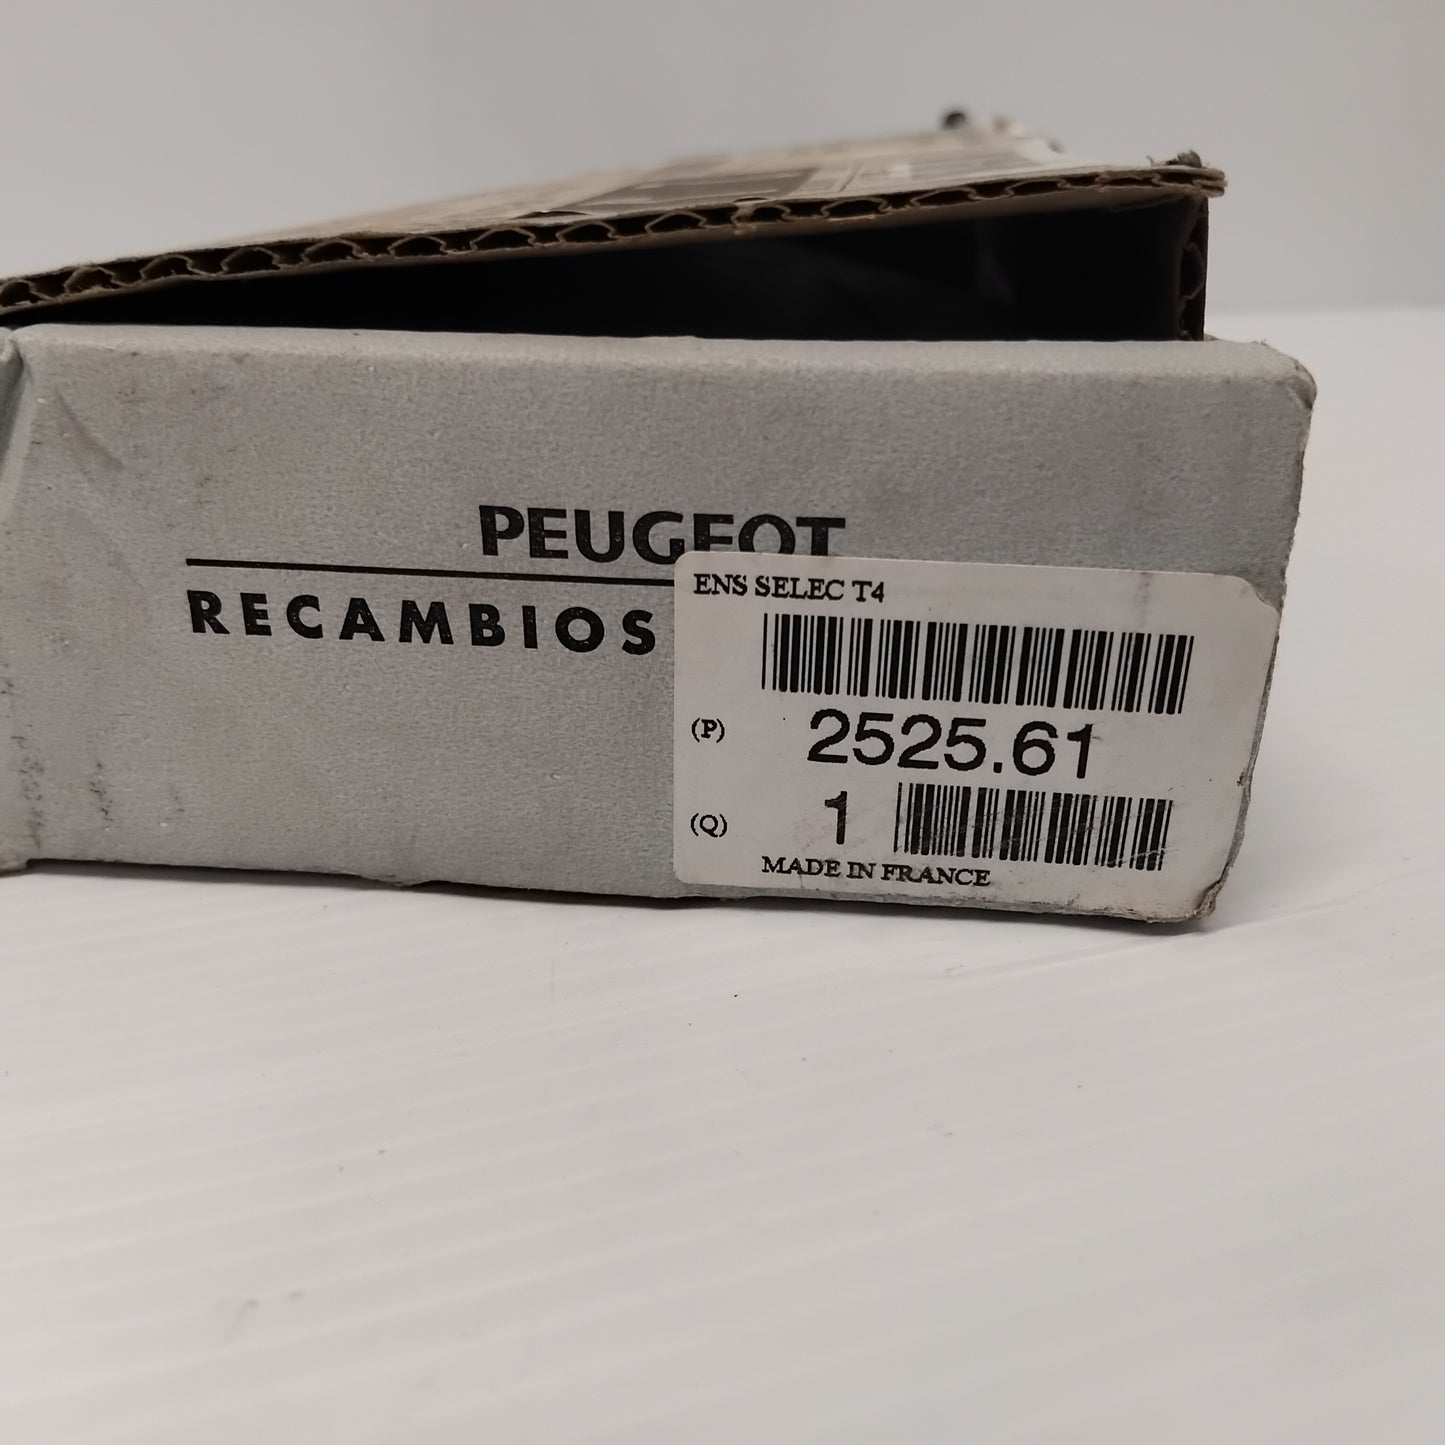 PEUGEOT
RECAMBIOS
ENS SELEC T4
(P) 2525.61
(Q) 1
MADE IN FRANCE